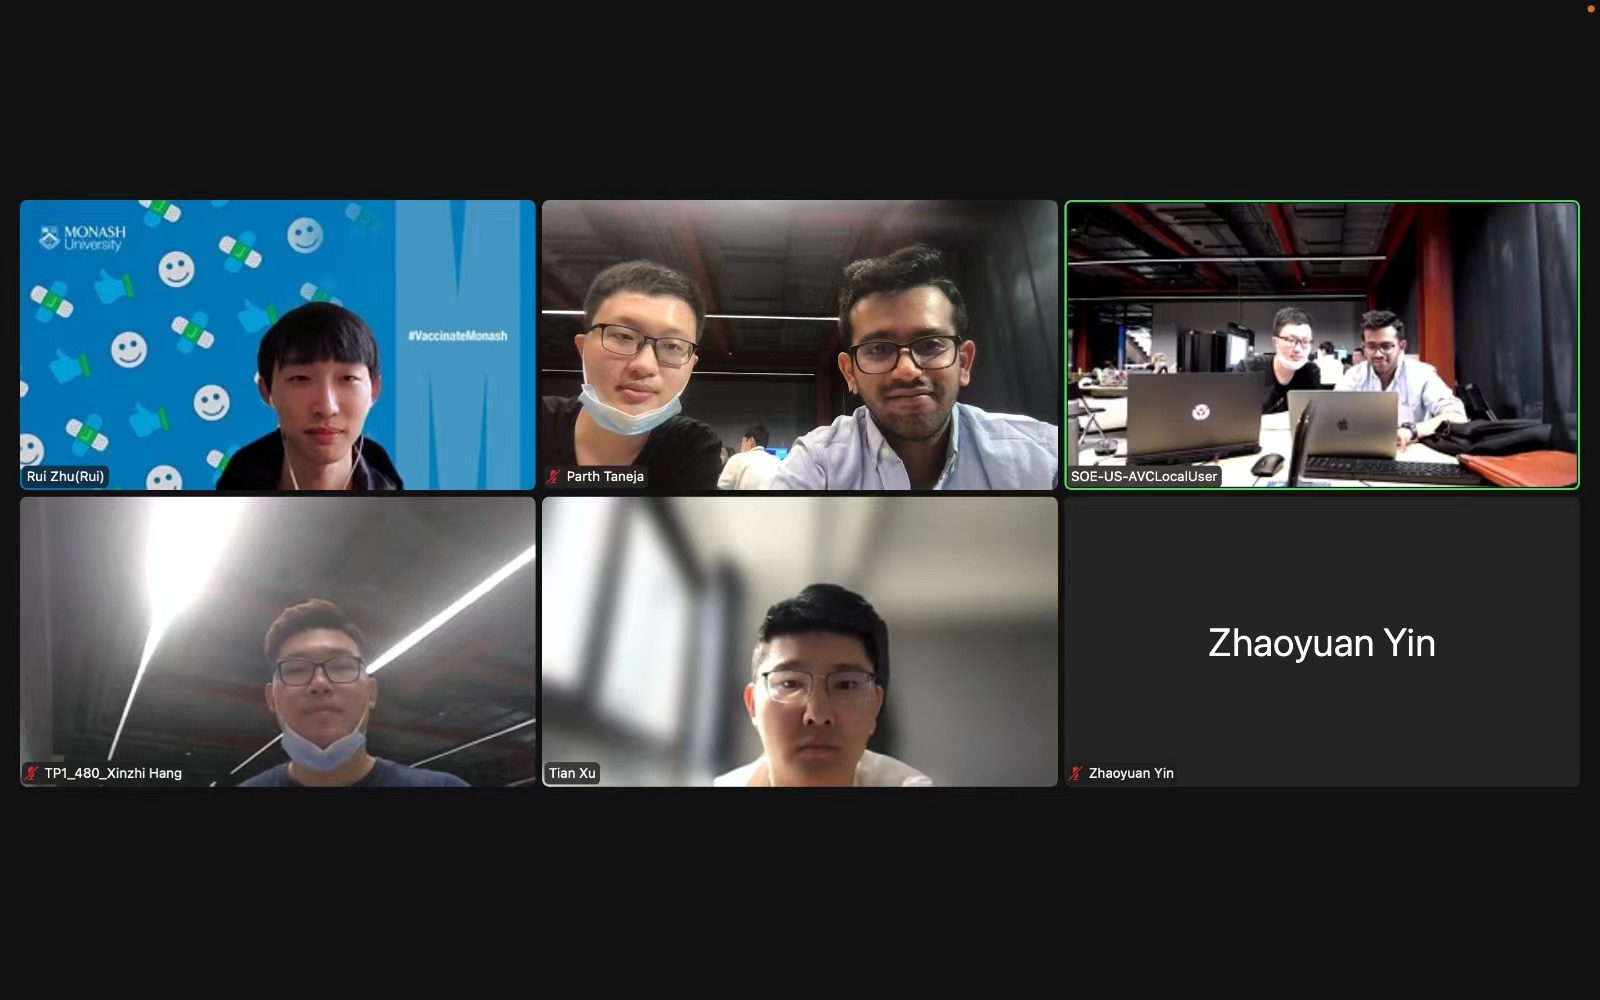 MONASH
University
#VaccinateMonash
Rui Zhu(Rui)
Parth Taneja
SOE-US-AVCLocalUser
TP1_480_Xinzhi Hang
Tian Xu
Zhaoyuan Yin
Zhaoyuan Yin